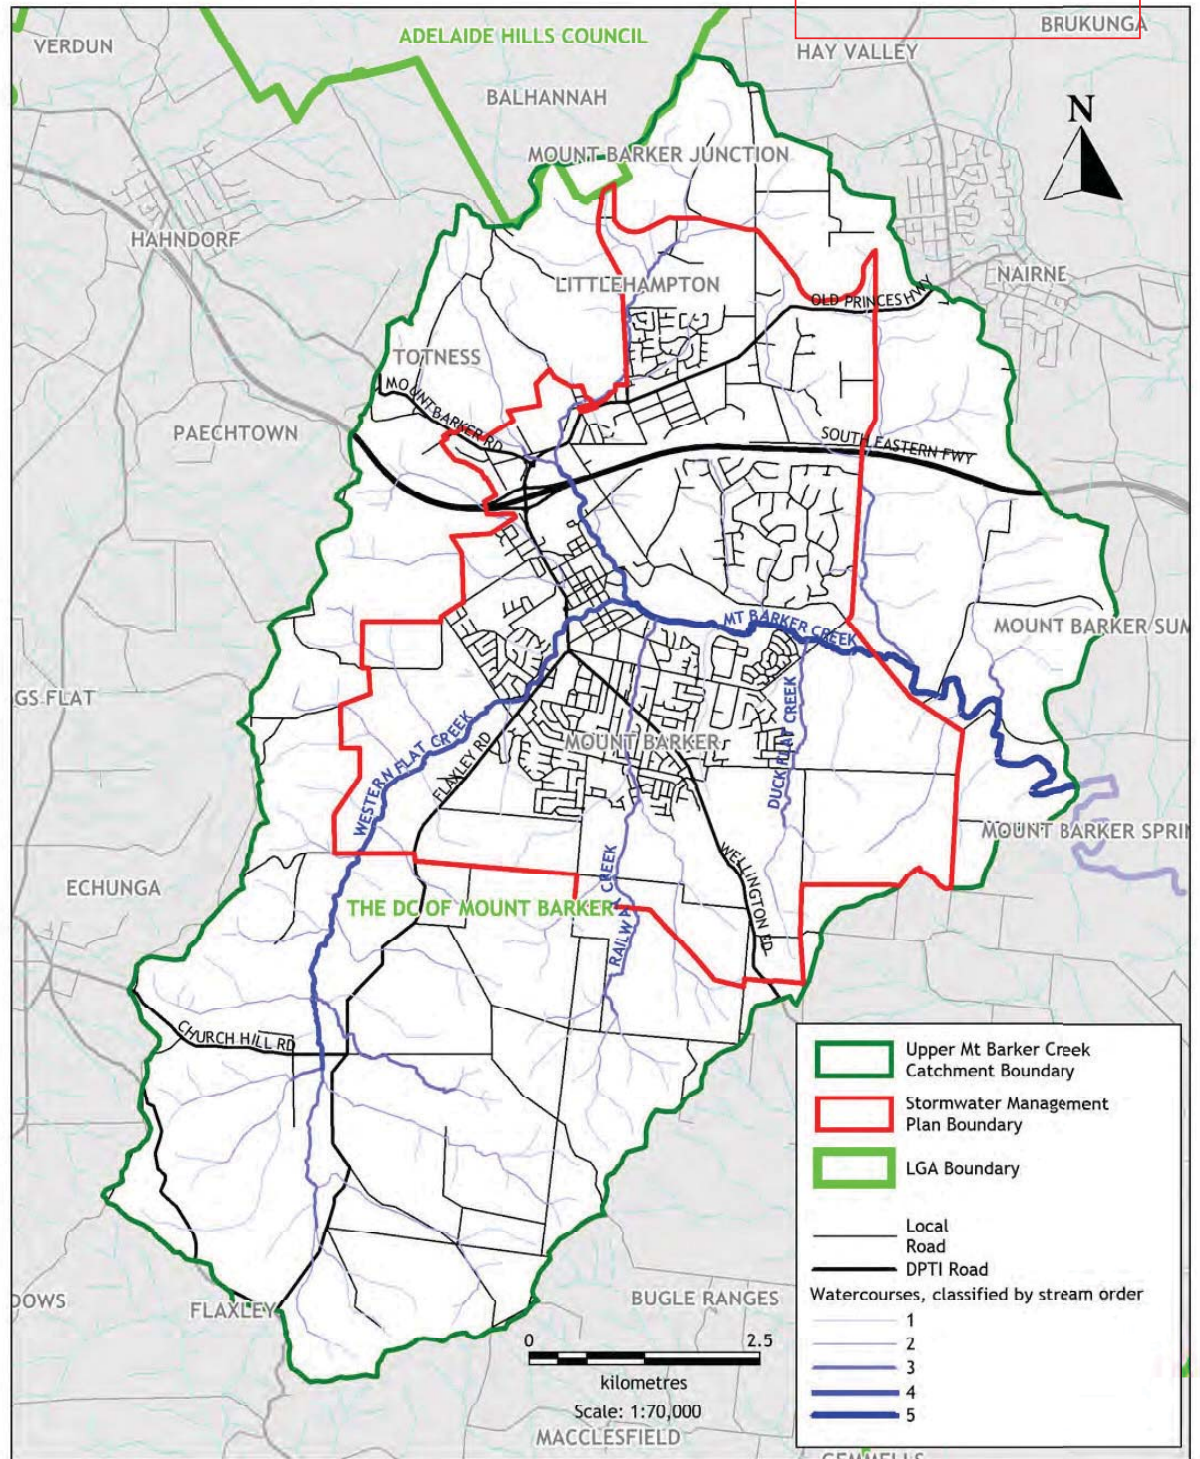 BRUKUNGA
VERDUN
ADELAIDE HILLS COUNCIL
HAY VALLEY
BALHANNAH
N
MOUNT BARKER JUNCTION
HAHNDORF
NAIRNE
LITTLEHAMPTON
OLD PRINCES HWY
TOTNESS
MOUNT BARKER RD
PAECHTOWN
SOUTH EASTERN FWY
MT BARKER CREEK
MOUNT BARKER SUM
GS FLAT
WESTERN FLAT CREEK
FLAXLEY RD
MOUNT BARKER
DUCK FLAT CREEK
MOUNT BARKER SPRIN
ECHUNGA
WELLINGTON RD
THE DC OF MOUNT BARKER
RAILWAY CREEK
CHURCH HILL RD
Upper Mt Barker Creek
Catchment Boundary
Stormwater Management
Plan Boundary
LGA Boundary
Local
Road
DPTI Road
Watercourses, classified by stream order
1
2
3
4
5
DOWS
FLAXLEY
BUGLE RANGES
0 2.5
kilometres
Scale: 1:70,000
MACCLESFIELD